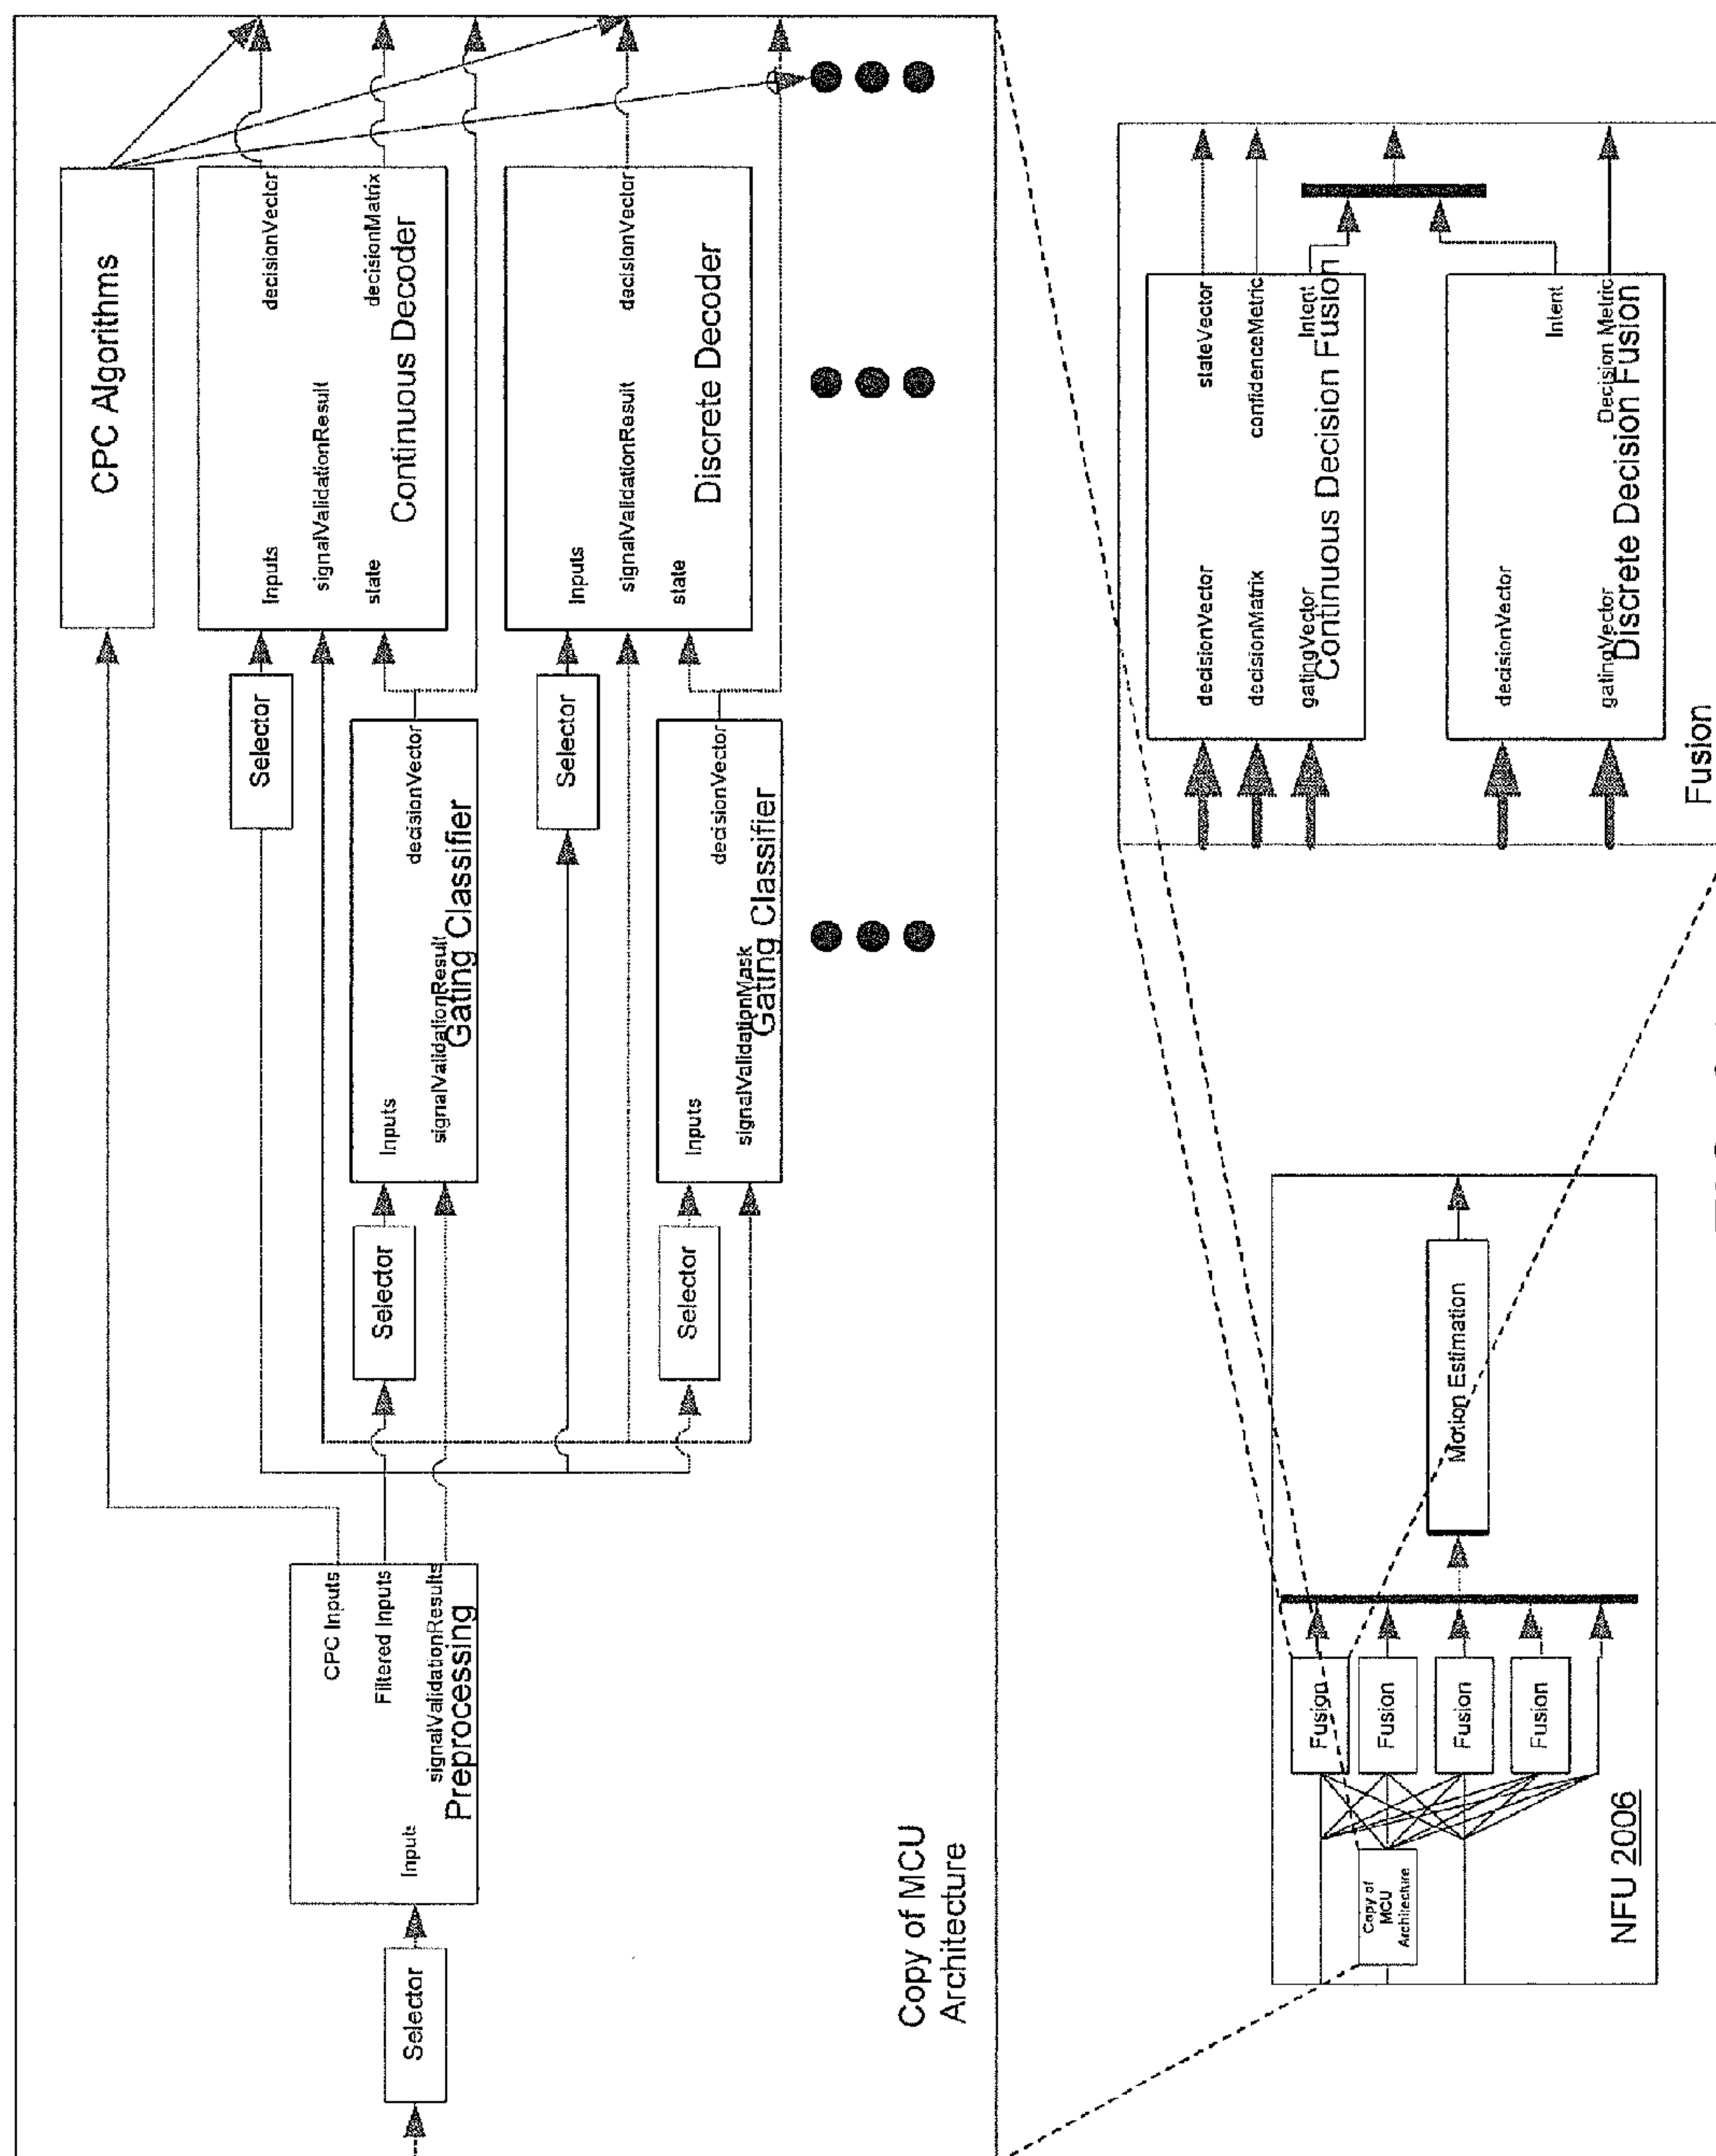 Selector
Input
CPC Inputs
Filtered Inputs
signalValidationResults
Preprocessing
CPC Algorithms
Selector
Inputs
signalValidationResult
Gating Classifier
decisionVector
Selector
Inputs
signalValidationResult
state
decisionVector
decisionMatrix
Continuous Decoder
Selector
Inputs
signalValidationMask
Gating Classifier
decisionVector
Selector
Inputs
signalValidationResult
state
decisionVector
Discrete Decoder
Copy of MCU
Architecture
Copy of
MCU
Architecture
Fusion
Fusion
Fusion
Fusion
Motion Estimation
NFU 2006
decisionVector
decisionMatrix
gatingVector
stateVector
confidenceMetric
Intent
Continuous Decision Fusion
decisionVector
gatingVector
Intent
Decision Metric
Discrete Decision Fusion
Fusion